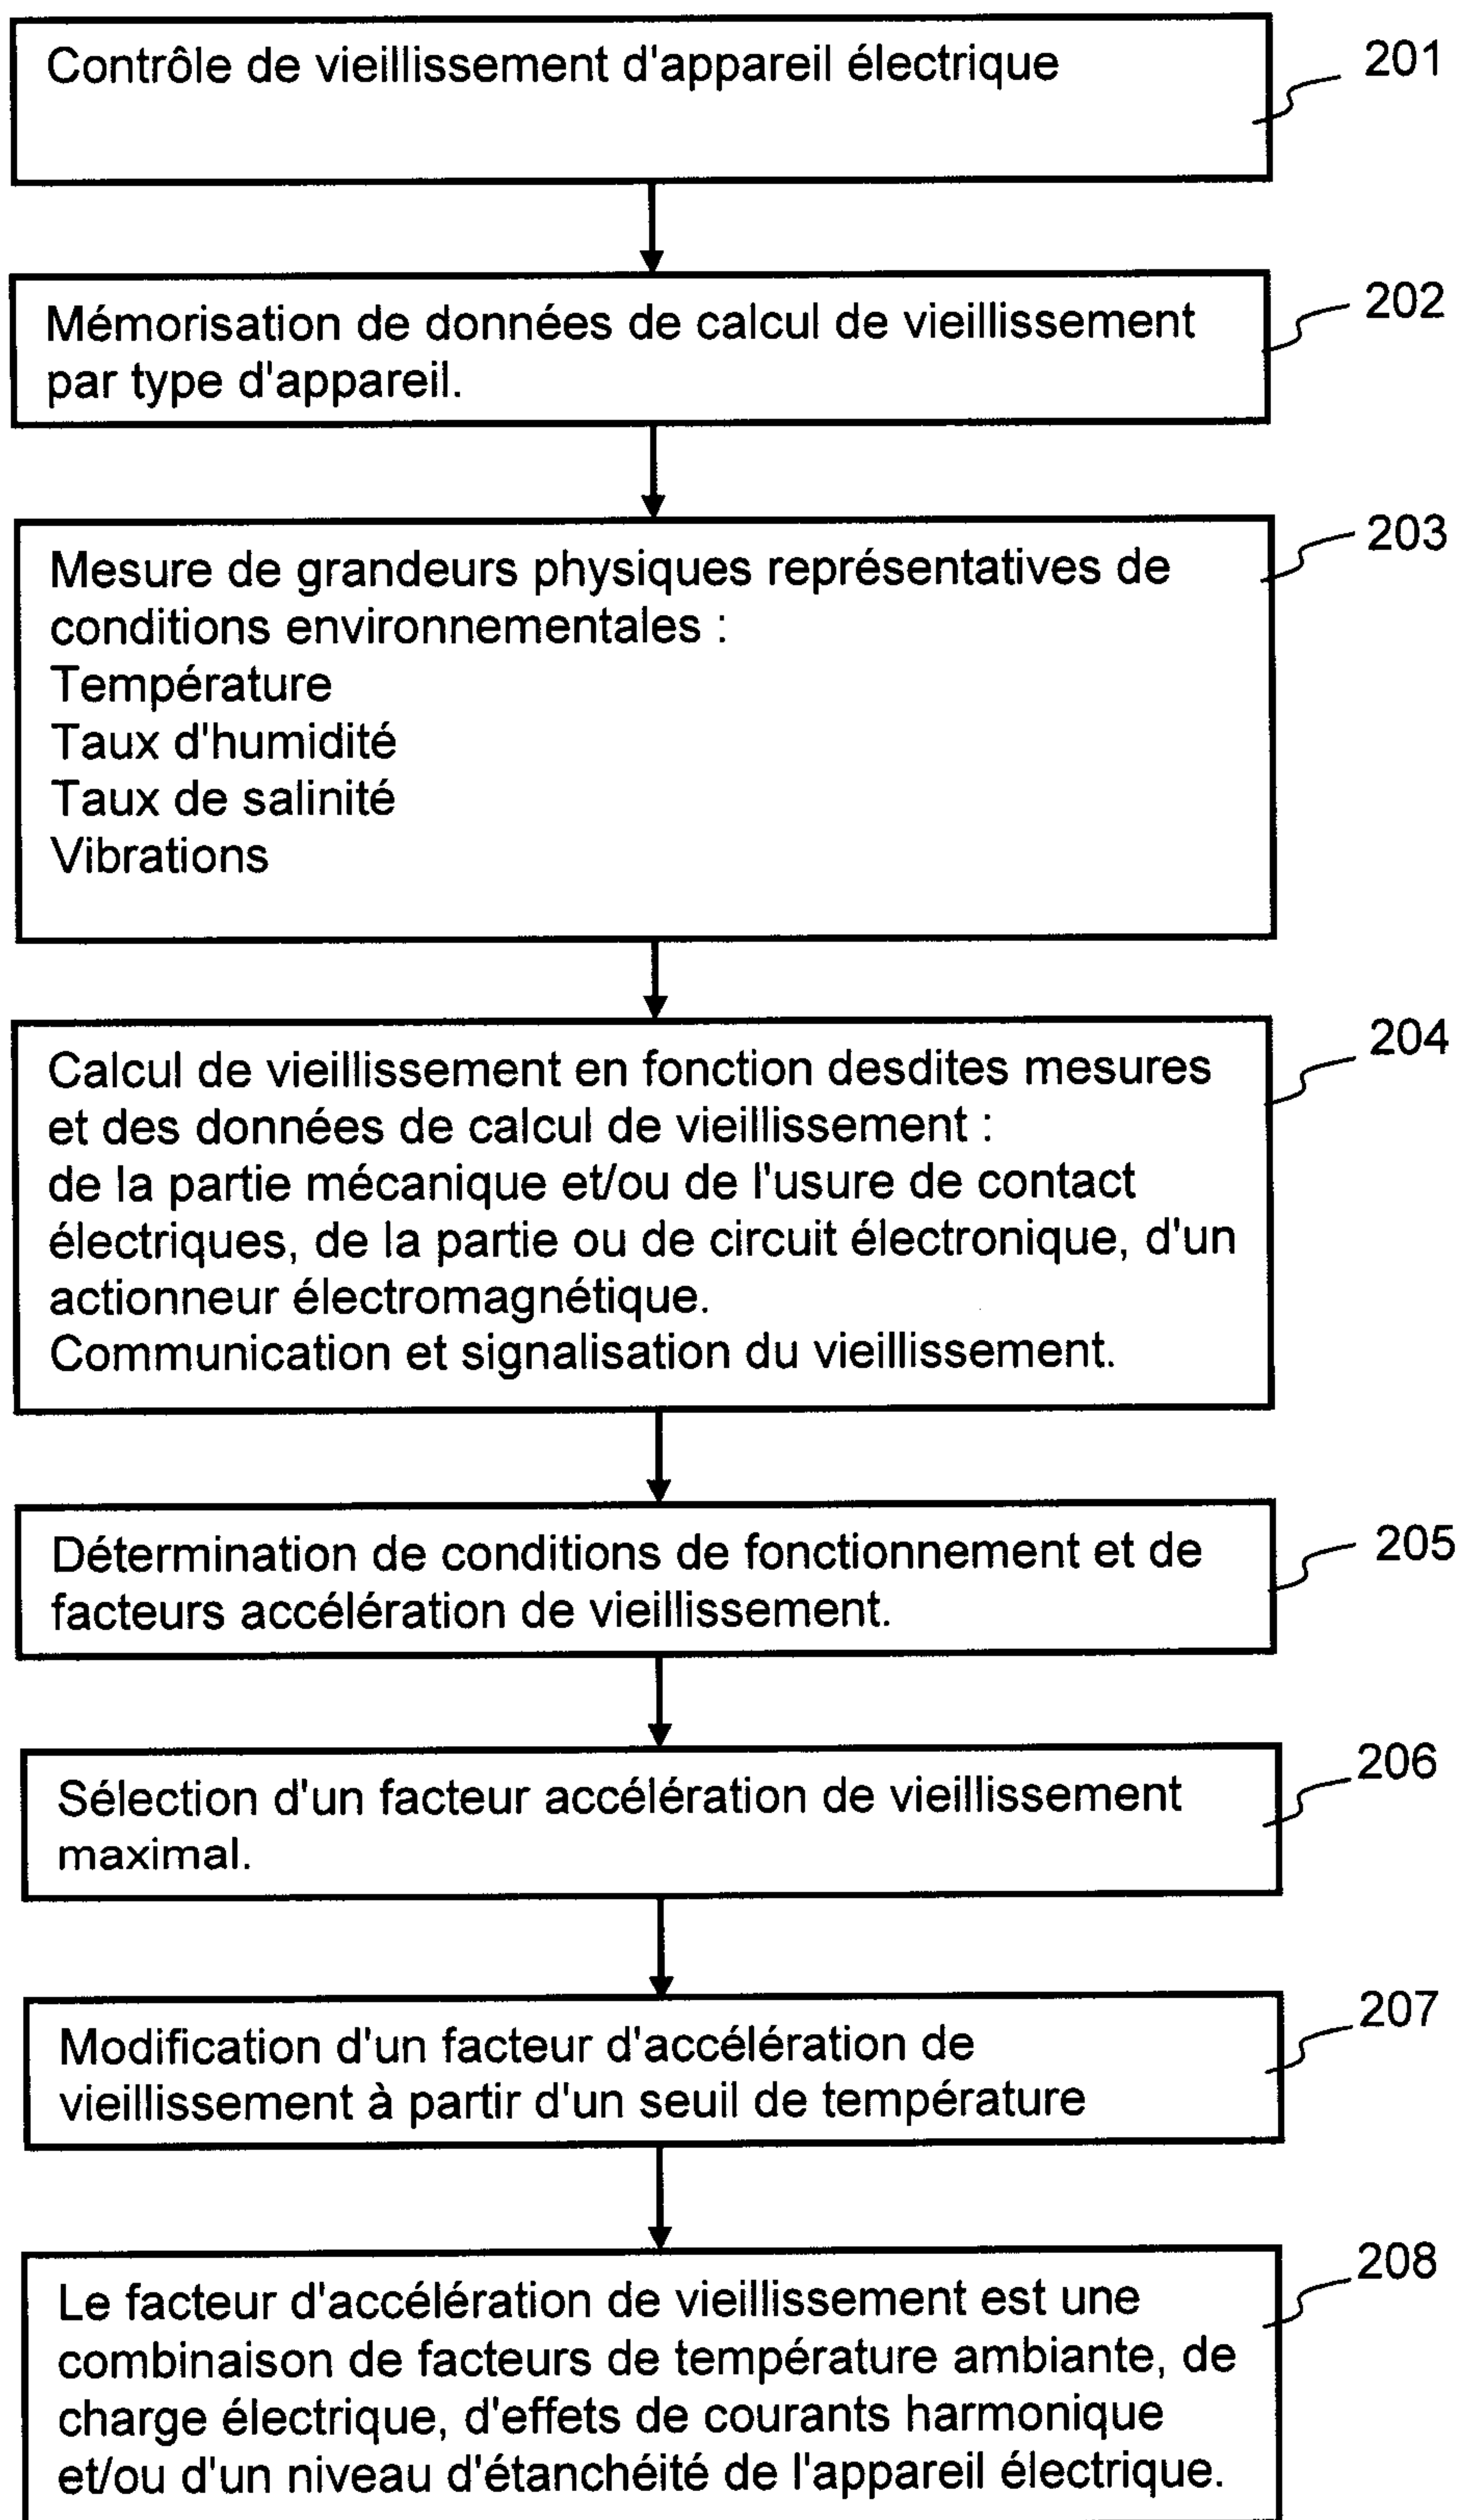 Contrôle de vieillissement d'appareil électrique
201
Mémorisation de données de calcul de vieillissement
par type d'appareil.
202
Mesure de grandeurs physiques représentatives de
conditions environnementales :
Température
Taux d'humidité
Taux de salinité
Vibrations
203
Calcul de vieillissement en fonction desdites mesures
et des données de calcul de vieillissement :
de la partie mécanique et/ou de l'usure de contact
électriques, de la partie ou de circuit électronique, d'un
actionneur électromagnétique.
Communication et signalisation du vieillissement.
204
Détermination de conditions de fonctionnement et de
facteurs accélération de vieillissement.
205
Sélection d'un facteur accélération de vieillissement
maximal.
206
Modification d'un facteur d'accélération de
vieillissement à partir d'un seuil de température
207
Le facteur d'accélération de vieillissement est une
combinaison de facteurs de température ambiante, de
charge électrique, d'effets de courants harmonique
et/ou d'un niveau d'étanchéité de l'appareil électrique.
208